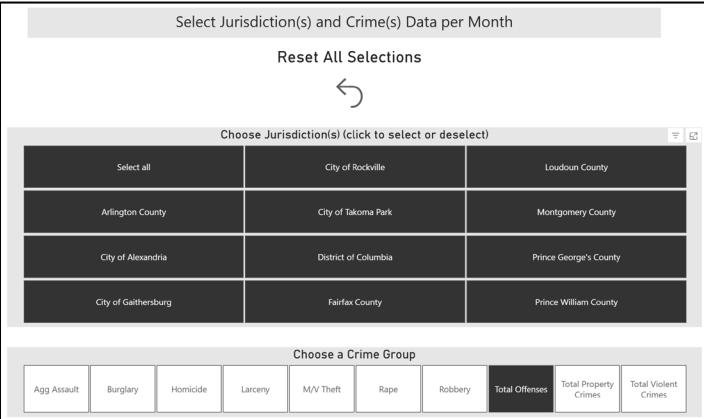 Select Jurisdiction(s) and Crime(s) Data per Month
Reset All Selections
Choose Jurisdiction(s) (click to select or deselect)
Select all
City of Rockville
Loudoun County
Arlington County
City of Takoma Park
Montgomery County
City of Alexandria
District of Columbia
Prince George's County
City of Gaithersburg
Fairfax County
Prince William County
Choose a Crime Group
Agg Assault
Burglary
Homicide
Larceny
M/V Theft
Rape
Robbery
Total Offenses
Total Property
Crimes
Total Violent
Crimes